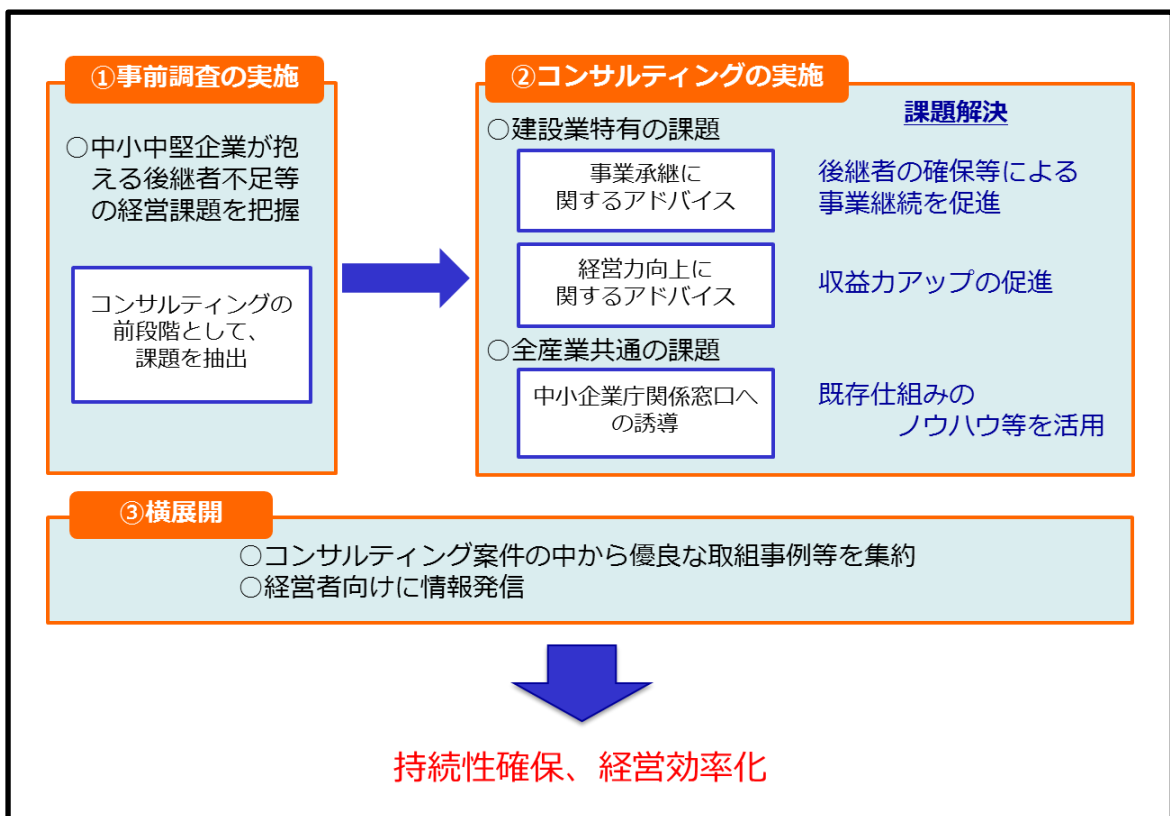 ①事前調査の実施
○中小中堅企業が抱
える後継者不足等
の経営課題を把握
コンサルティングの
前段階として、
課題を抽出
②コンサルティングの実施
課題解決
○建設業特有の課題
事業承継に
関するアドバイス
後継者の確保等による
事業継続を促進
経営力向上に
関するアドバイス
収益力アップの促進
○全産業共通の課題
中小企業庁関係窓口へ
の誘導
既存仕組みの
ノウハウ等を活用
③横展開
○コンサルティング案件の中から優良な取組事例等を集約
○経営者向けに情報発信
持続性確保、経営効率化